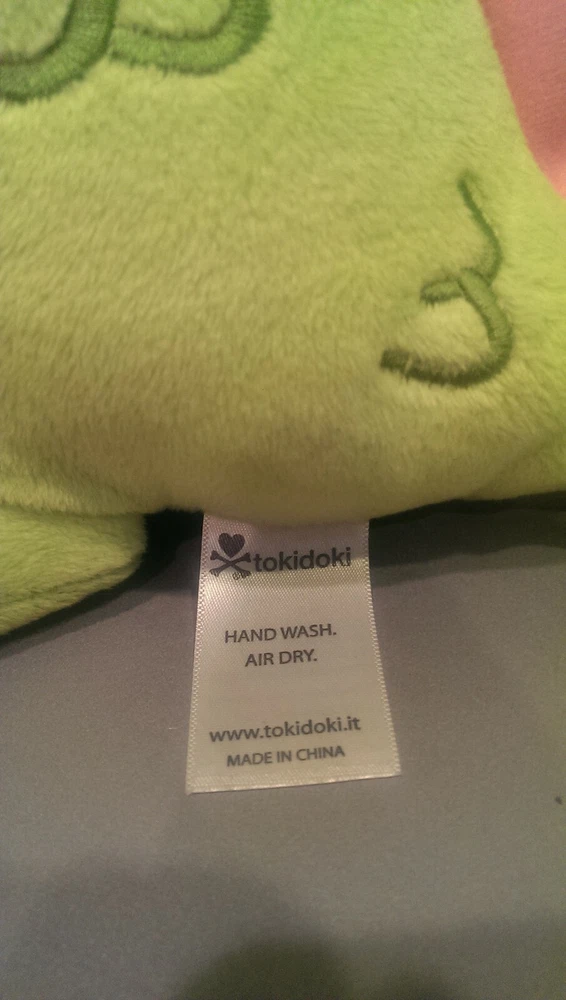 tokidoki
HAND WASH.
AIR DRY.
www.tokidoki.it
MADE IN CHINA